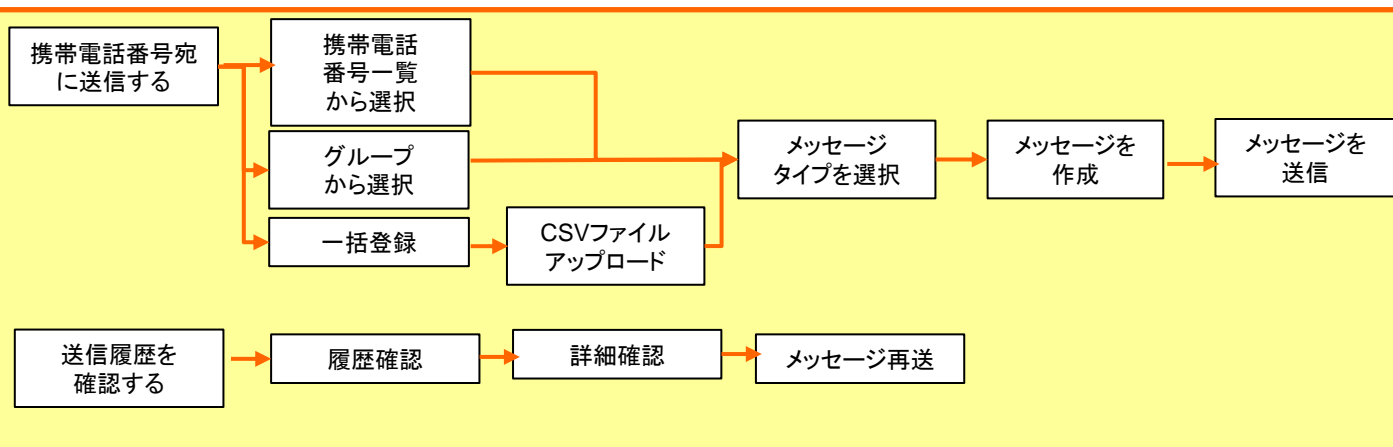 携帯電話番号宛
に送信する
携帯電話
番号一覧
から選択
グループ
から選択
一括登録
CSVファイル
アップロード
メッセージ
タイプを選択
メッセージを
作成
メッセージを
送信
送信履歴を
確認する
履歴確認
詳細確認
メッセージ再送